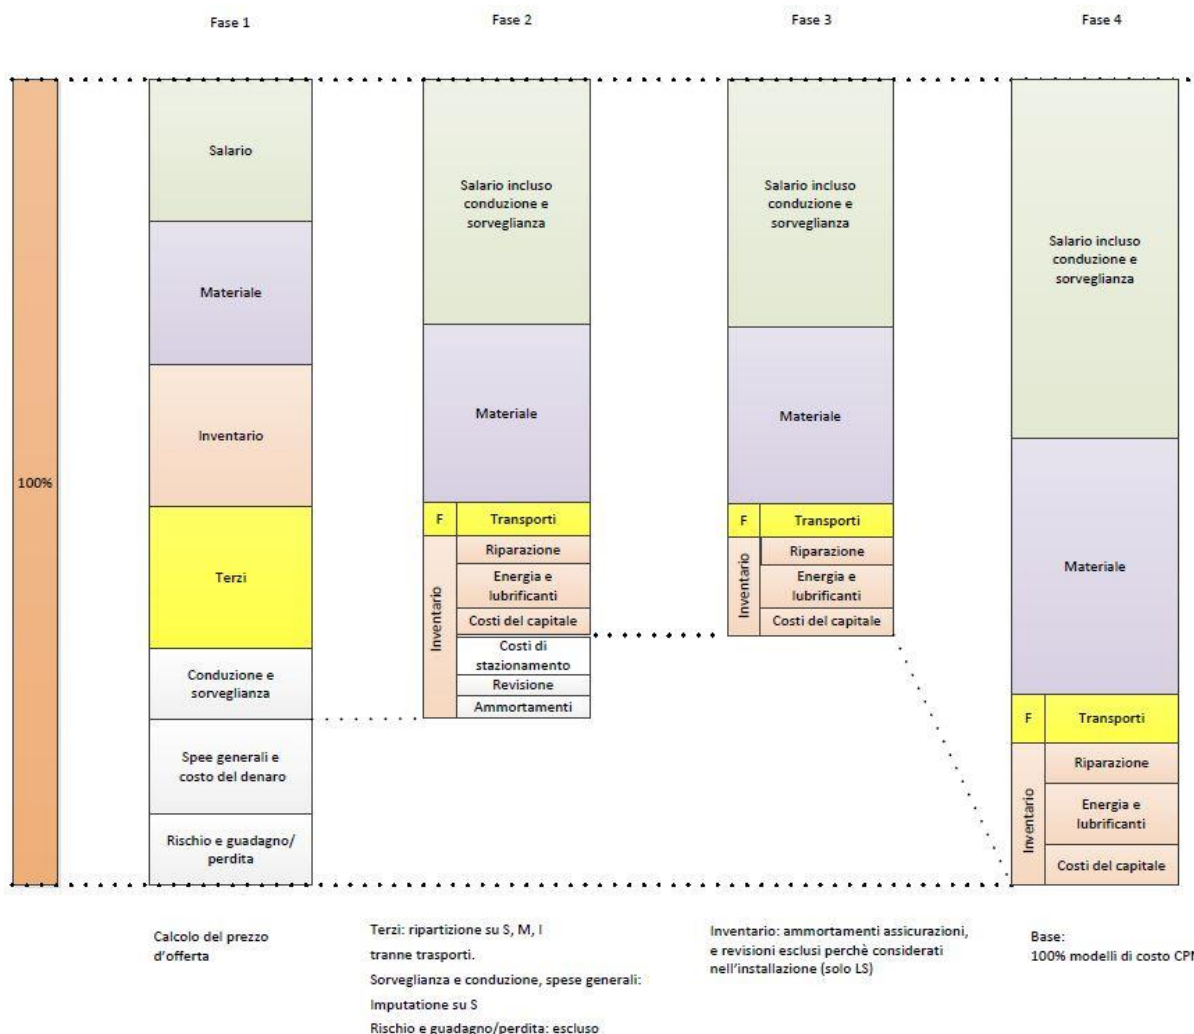 Fase 1
Fase 2
Fase 3
Fase 4
100%
Salario
Materiale
Inventario
Terzi
Conduzione e
sorveglianza
Spee generali e
costo del denaro
Rischio e guadagno/
perdita
Calcolo del prezzo
d'offerta
Salario incluso
conduzione e
sorveglianza
Materiale
F
Transporti
Inventario
Riparazione
Energia e
lubrificanti
Costi del capitale
Costi di
stazionamento
Revisione
Ammortamenti
Terzi: ripartizione su S, M, I
tranne trasporti.
Sorveglianza e conduzione, spese generali:
Imputatione su S
Rischio e guadagno/perdita: escluso
Salario incluso
conduzione e
sorveglianza
Materiale
F
Transporti
Inventario
Riparazione
Energia e
lubrificanti
Costi del capitale
Inventario: ammortamenti assicurazioni,
e revisioni esclusi perchè considerati
nell'installazione (solo LS)
Salario incluso
conduzione e
sorveglianza
Materiale
F
Transporti
Inventario
Riparazione
Energia e
lubrificanti
Costi del capitale
Base:
100% modelli di costo